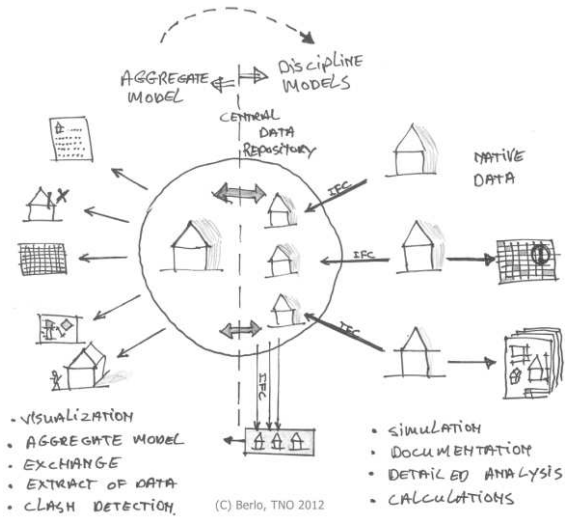 AGGREGATE
MODEL
DISCIPLINE
MODELS
CENTRAL
DATA
REPOSITORY
NATIVE
DATA
IFC
IFC
IFC
IFC
• VISUALIZATION
• AGGREGATE MODEL
• EXCHANGE
• EXTRACT OF DATA
• CLASH DETECTION
• SIMULATION
• DOCUMENTATION
• DETAILED ANALYSIS
• CALCULATIONS
(C) Berlo, TNO 2012